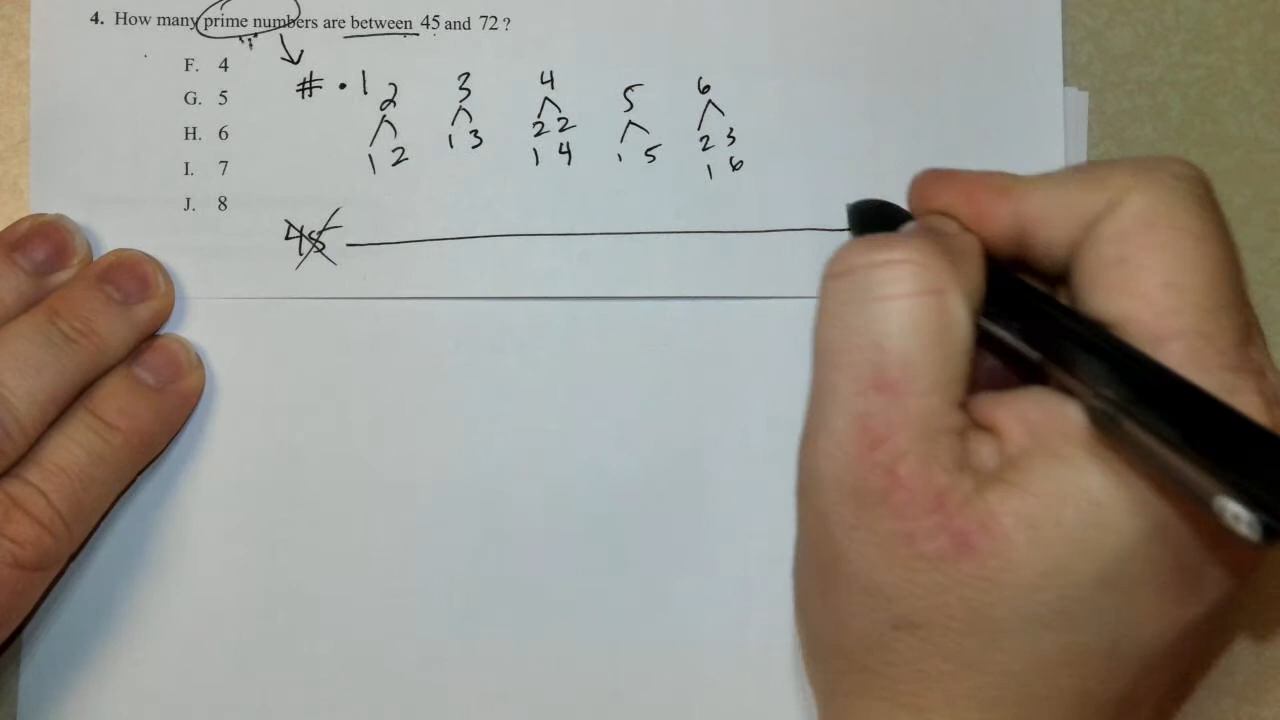 4. How many prime numbers are between 45 and 72 ?
F. 4
G. 5
H. 6
I. 7
J. 8
# • 1
2 3 4 5 6
1 2 1 3 2 2 1 5 2 3
1 4 1 6
45